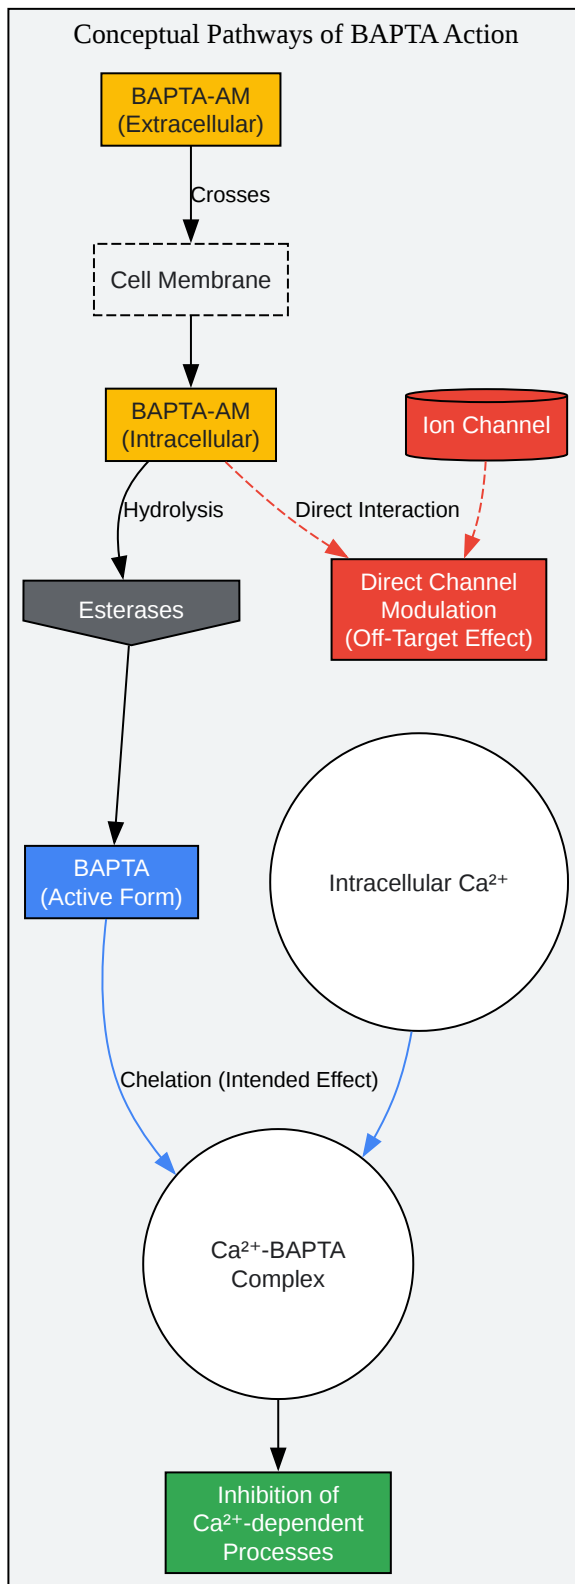 Conceptual Pathways of BAPTA Action
BAPTA-AM
(Extracellular)
Crosses
Cell Membrane
BAPTA-AM
(Intracellular)
Ion Channel
Hydrolysis
Direct Interaction
Esterases
Direct Channel
Modulation
(Off-Target Effect)
BAPTA
(Active Form)
Intracellular Ca²⁺
Chelation (Intended Effect)
Ca²⁺-BAPTA
Complex
Inhibition of
Ca²⁺-dependent
Processes